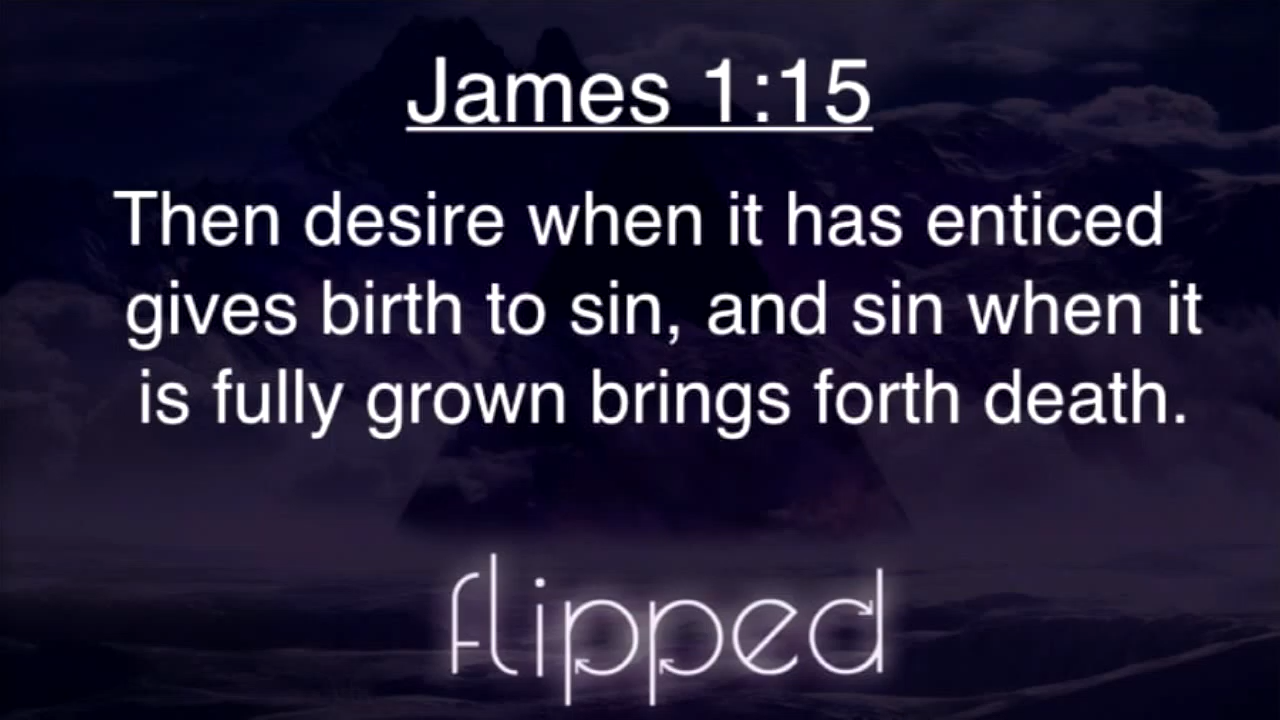 James 1:15
Then desire when it has enticed
gives birth to sin, and sin when it
is fully grown brings forth death.
flipped